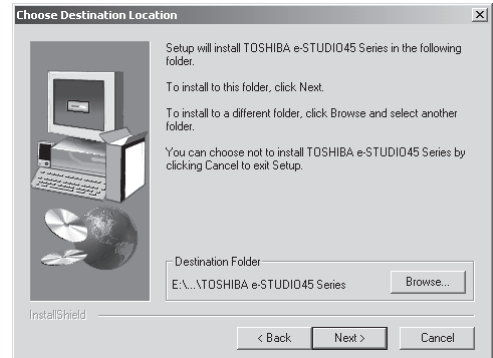 Choose Destination Location
Setup will install TOSHIBA e-STUDIO45 Series in the following
folder.
To install to this folder, click Next.
To install to a different folder, click Browse and select another
folder.
You can choose not to install TOSHIBA e-STUDIO45 Series by
clicking Cancel to exit Setup.
Destination Folder
E:\...\TOSHIBA e-STUDIO45 Series
Browse...
InstallShield
< Back
Next >
Cancel